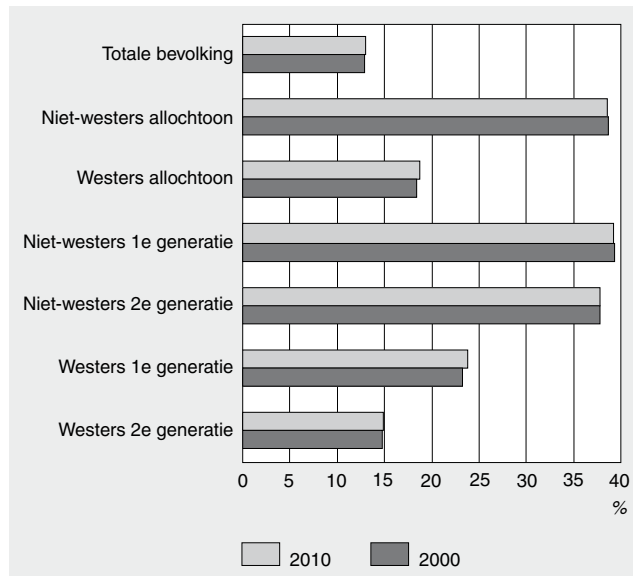 Totale bevolking
Niet-westers allochtoon
Westers allochtoon
Niet-westers 1e generatie
Niet-westers 2e generatie
Westers 1e generatie
Westers 2e generatie
0 5 10 15 20 25 30 35 40
%
2010 2000